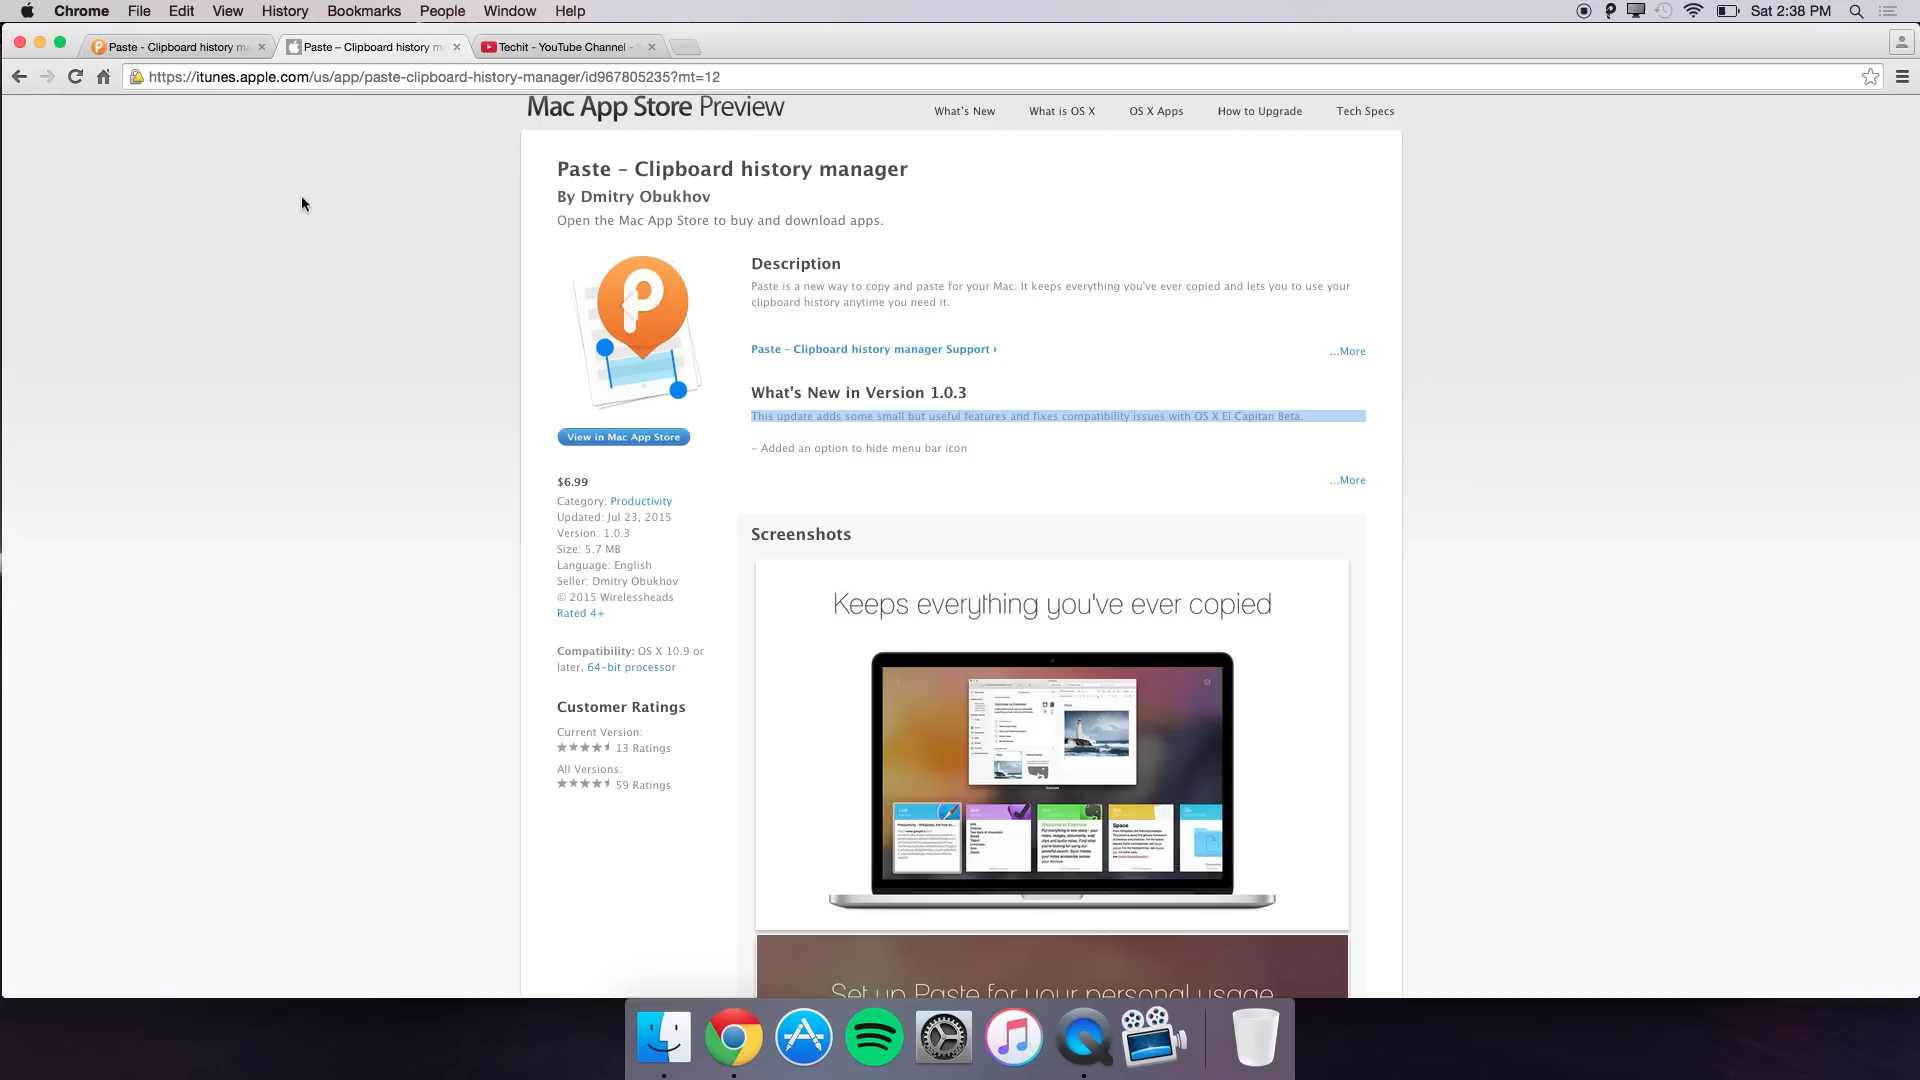 Chrome File Edit View History Bookmarks People Window Help Sat 2:38 PM
Paste - Clipboard history ma
Paste – Clipboard history m
Techit - YouTube Channel -
https://itunes.apple.com/us/app/paste-clipboard-history-manager/id967805235?mt=12
Mac App Store Preview
What's New What is OS X OS X Apps How to Upgrade Tech Specs
Paste – Clipboard history manager
By Dmitry Obukhov
Open the Mac App Store to buy and download apps.
Description
Paste is a new way to copy and paste for your Mac. It keeps everything you've ever copied and lets you to use your
clipboard history anytime you need it.
Paste – Clipboard history manager Support
...More
What's New in Version 1.0.3
This update adds some small but useful features and fixes compatibility issues with OS X El Capitan Beta.
– Added an option to hide menu bar icon
...More
View in Mac App Store
$6.99
Category: Productivity
Updated: Jul 23, 2015
Version: 1.0.3
Size: 5.7 MB
Language: English
Seller: Dmitry Obukhov
© 2015 Wirelessheads
Rated 4+
Compatibility: OS X 10.9 or
later, 64-bit processor
Customer Ratings
Current Version:
13 Ratings
All Versions:
59 Ratings
Screenshots
Keeps everything you've ever copied
Space
Set up Paste for your personal usage